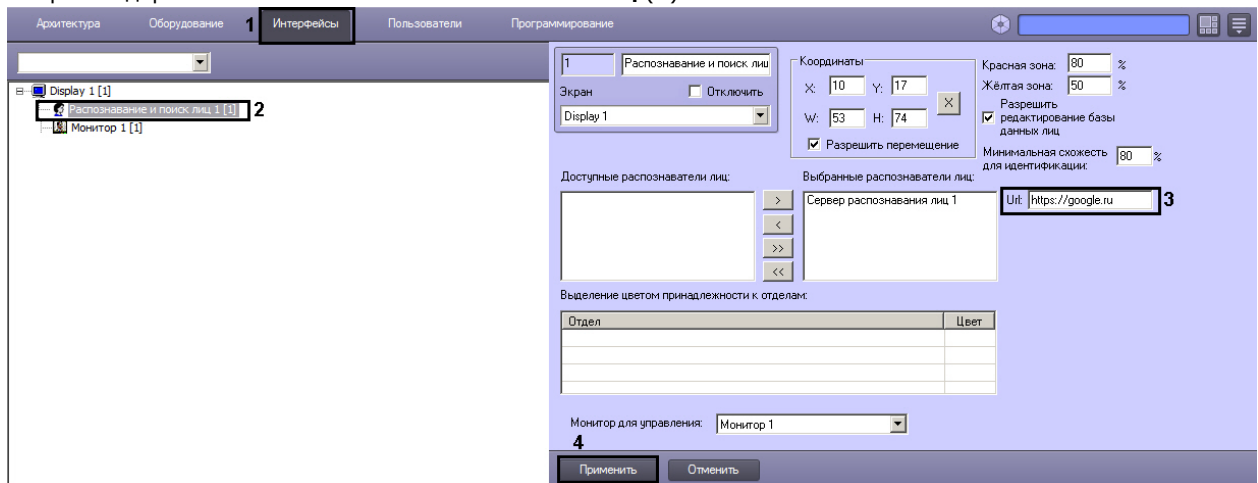 Архитектура Оборудование 1 Интерфейсы Пользователи Программирование
Display 1 [1]
Распознавание и поиск лиц 1 [1] 2
Монитор 1 [1]
1 Распознавание и поиск лиц
Экран Отключить
Display 1
Координаты
X: 10 Y: 17 X
W: 53 H: 74
Разрешить перемещение
Красная зона: 80 %
Жёлтая зона: 50 %
Разрешить
редактирование базы
данных лиц
Минимальная схожесть 80 %
для идентификации:
Доступные распознаватели лиц: Выбранные распознаватели лиц:
> Сервер распознавания лиц 1
<
>>
<<
Url: https://google.ru 3
Выделение цветом принадлежности к отделам:
Отдел Цвет
Монитор для управления: Монитор 1
4
Применить Отменить